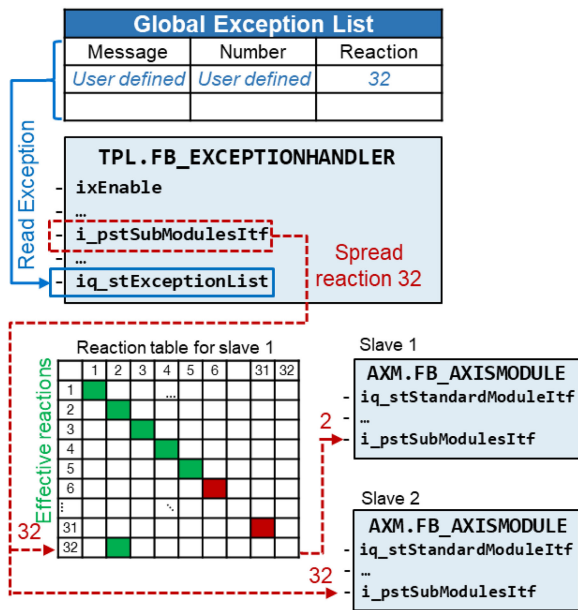 Global Exception List
Message Number Reaction
User defined User defined 32
Read Exception
TPL.FB_EXCEPTIONHANDLER
- ixEnable
- …
- i_pstSubModulesItf
- …
- iq_stExceptionList
Spread
reaction 32
Reaction table for slave 1
1 2 3 4 5 6 31 32
1 ...
2
3
4
5
6
⋮ ⋱
31
32
Effective reactions
32
2
32
Slave 1
AXM.FB_AXISMODULE
- iq_stStandardModuleItf
- …
- i_pstSubModulesItf
Slave 2
AXM.FB_AXISMODULE
- iq_stStandardModuleItf
- …
- i_pstSubModulesItf